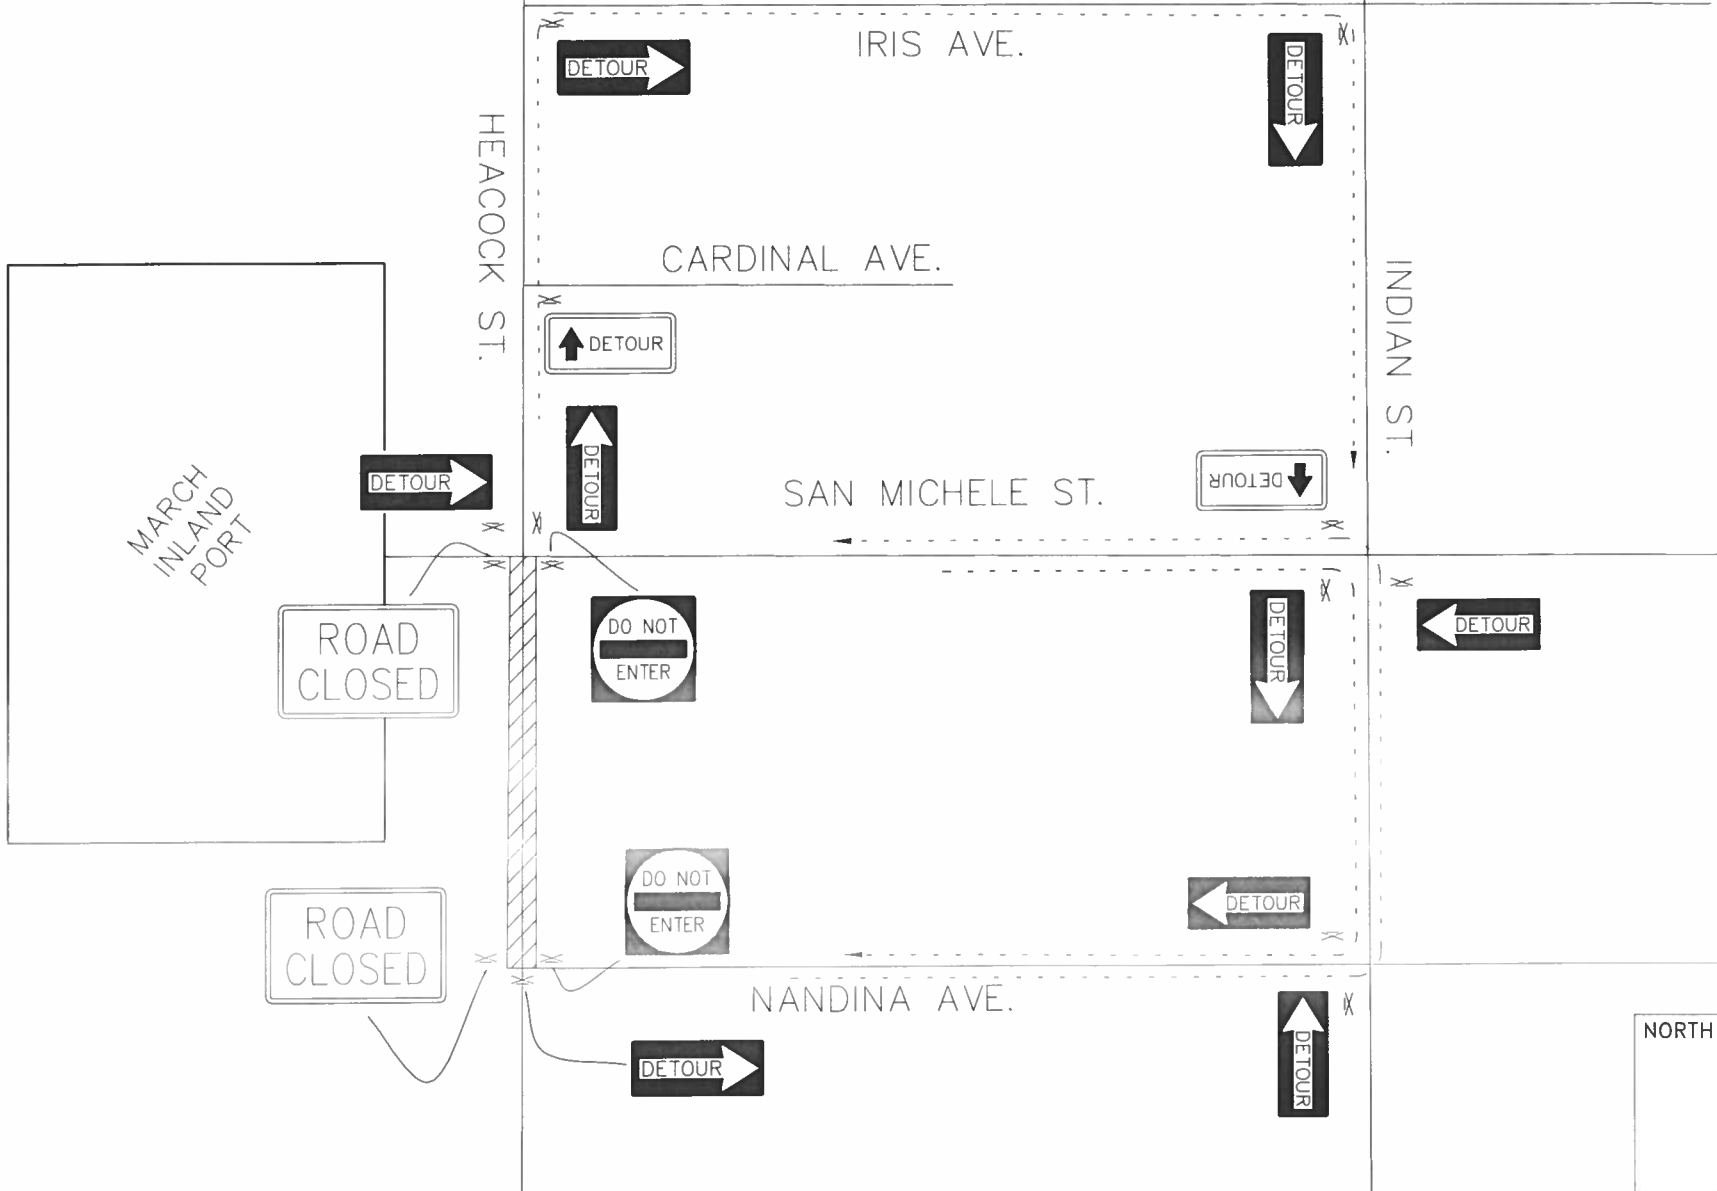 IRIS AVE.
DETOUR
DETOUR
HEACOCK ST.
CARDINAL AVE.
INDIAN ST.
DETOUR
DETOUR
DETOUR
SAN MICHELE ST.
DETOUR
MARCH
INLAND
PORT
ROAD
CLOSED
DO NOT
ENTER
DETOUR
DETOUR
ROAD
CLOSED
DO NOT
ENTER
DETOUR
NANDINA AVE.
DETOUR
DETOUR
NORTH